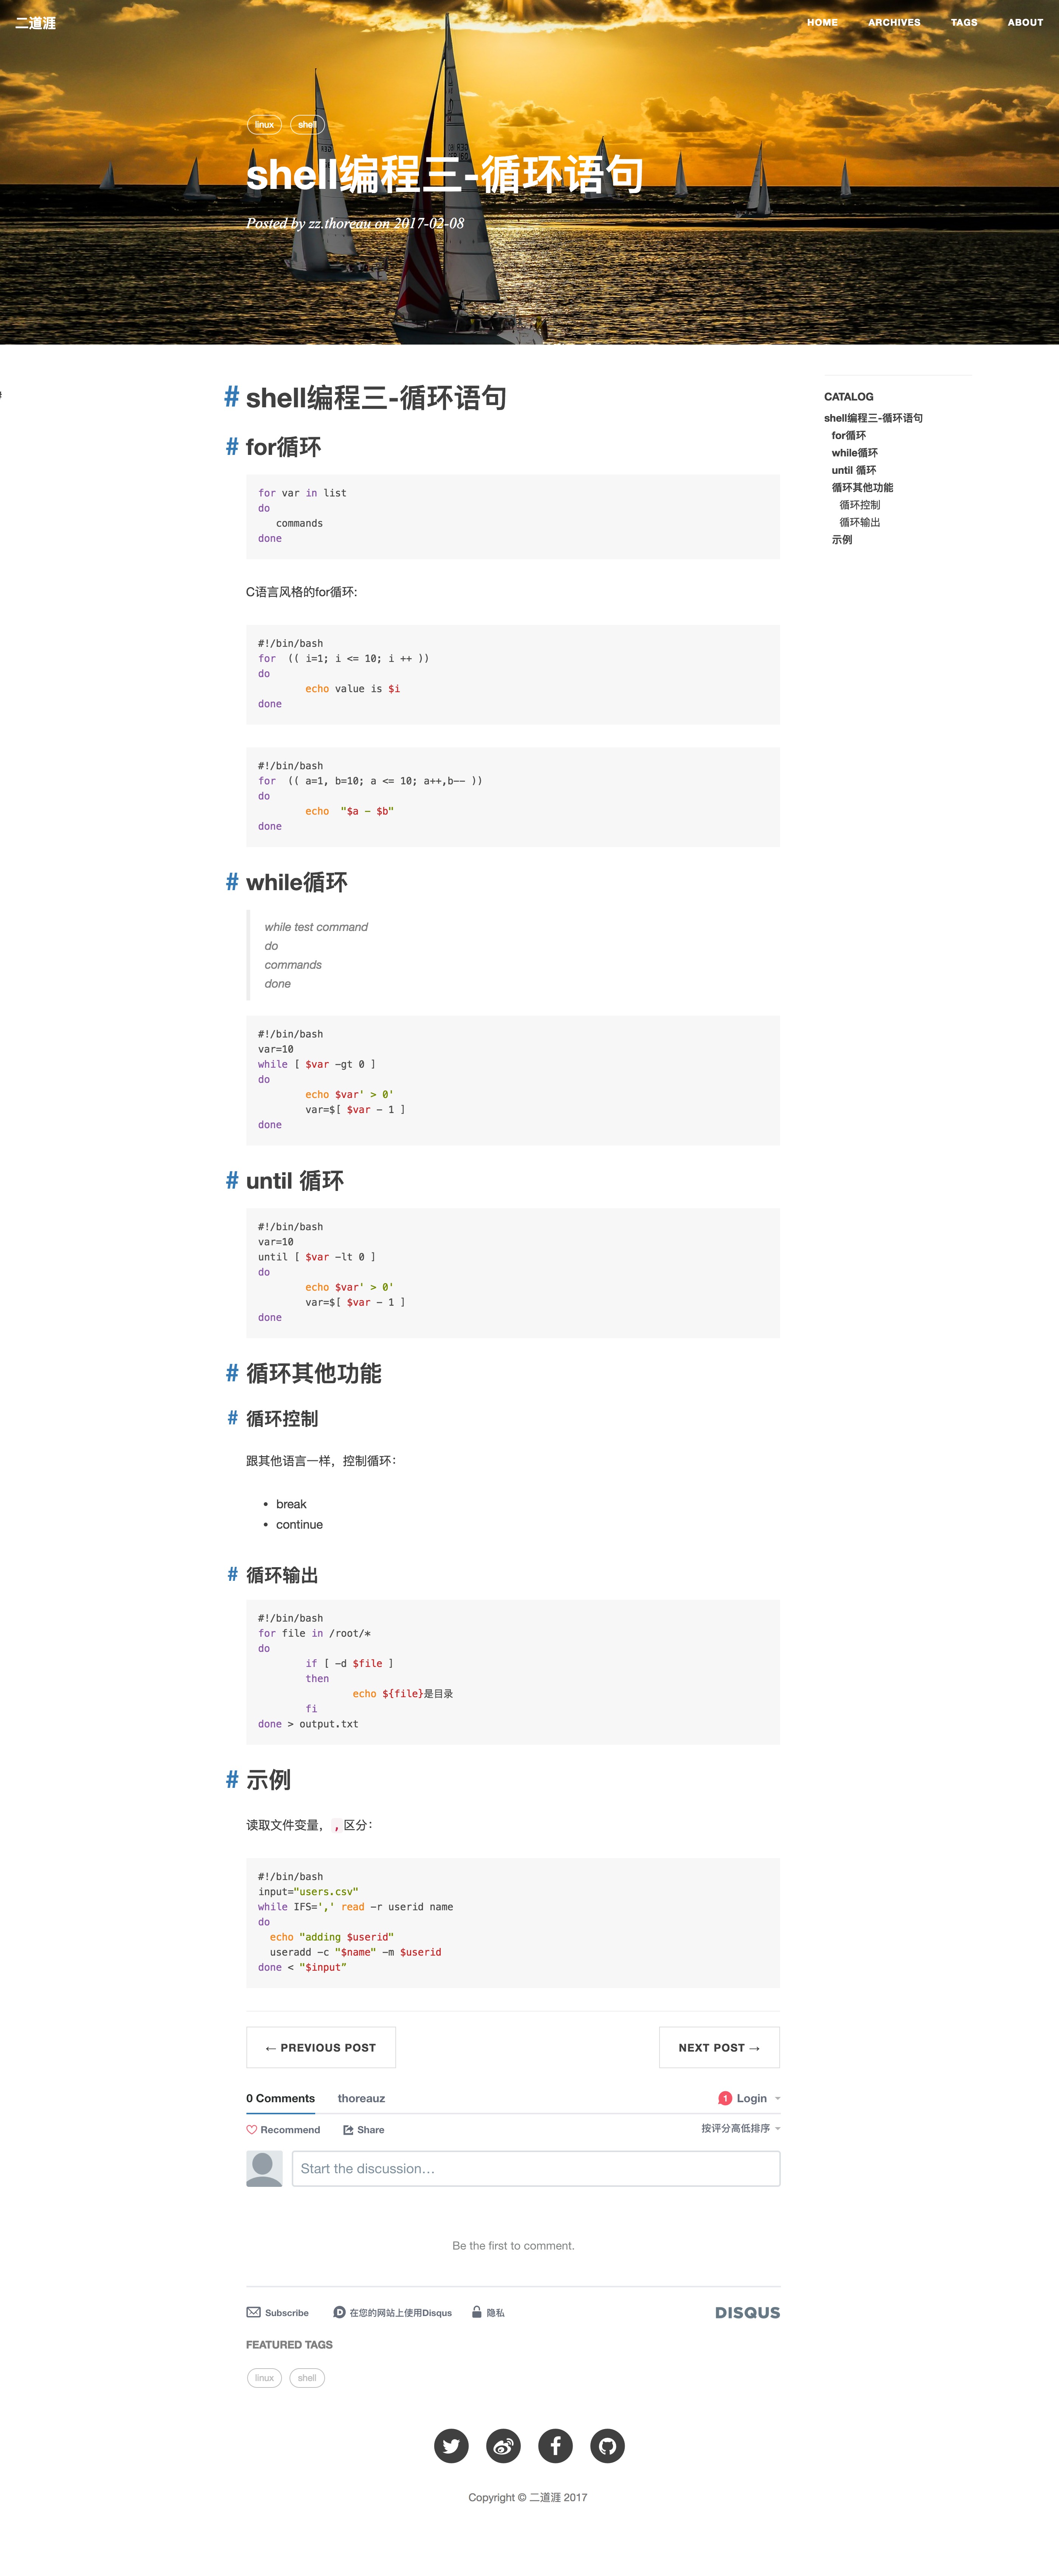 二道涯
HOME ARCHIVES TAGS ABOUT
linux shell
shell编程三-循环语句
Posted by zz.thoreau on 2017-02-08
# shell编程三-循环语句
# for循环
for var in list
do
   commands
done
C语言风格的for循环:
#!/bin/bash
for  (( i=1; i <= 10; i ++ ))
do
        echo value is $i
done
#!/bin/bash
for  (( a=1, b=10; a <= 10; a++,b-- ))
do
        echo  "$a - $b"
done
# while循环
while test command
do
commands
done
#!/bin/bash
var=10
while [ $var -gt 0 ]
do
        echo $var' > 0'
        var=$[ $var - 1 ]
done
# until 循环
#!/bin/bash
var=10
until [ $var -lt 0 ]
do
        echo $var' > 0'
        var=$[ $var - 1 ]
done
# 循环其他功能
# 循环控制
跟其他语言一样，控制循环：
• break
• continue
# 循环输出
#!/bin/bash
for file in /root/*
do
        if [ -d $file ]
        then
                echo ${file}是目录
        fi
done > output.txt
# 示例
读取文件变量，,区分：
#!/bin/bash
input="users.csv"
while IFS=',' read -r userid name
do
  echo "adding $userid"
  useradd -c "$name" -m $userid
done < "$input"
CATALOG
shell编程三-循环语句
for循环
while循环
until 循环
循环其他功能
循环控制
循环输出
示例
← PREVIOUS POST
NEXT POST →
0 Comments thoreauz 1 Login
Recommend Share 按评分高低排序
Start the discussion…
Be the first to comment.
Subscribe D 在您的网站上使用Disqus 隐私 DISQUS
FEATURED TAGS
linux shell
Copyright © 二道涯 2017